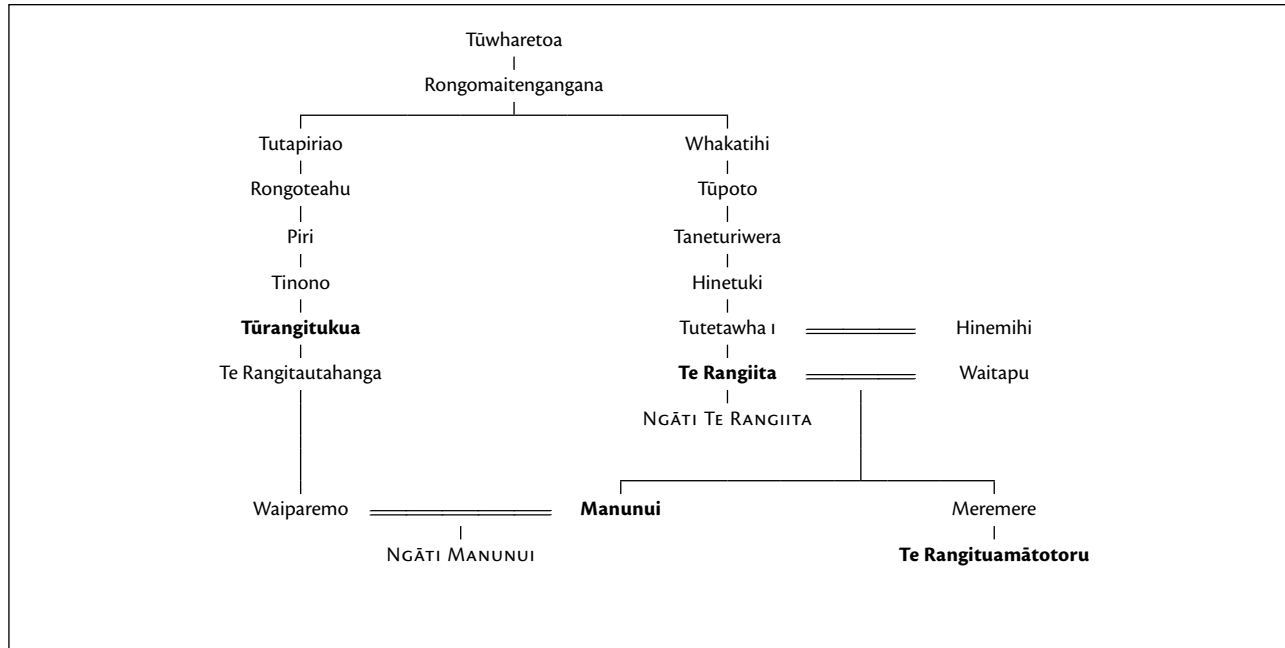 Tūwharetoa
Rongomaitengangana
Tutapiriao Whakatihi
Rongoteahu Tūpoto
Piri Taneturiwera
Tinono Hinetuki
Tūrangitukua Tutetawha I Hinemihi
Te Rangitautahanga Te Rangiita Waitapu
Ngāti Te Rangiita
Waiparemo Manunui Meremere
Ngāti Manunui Te Rangituamātotoru